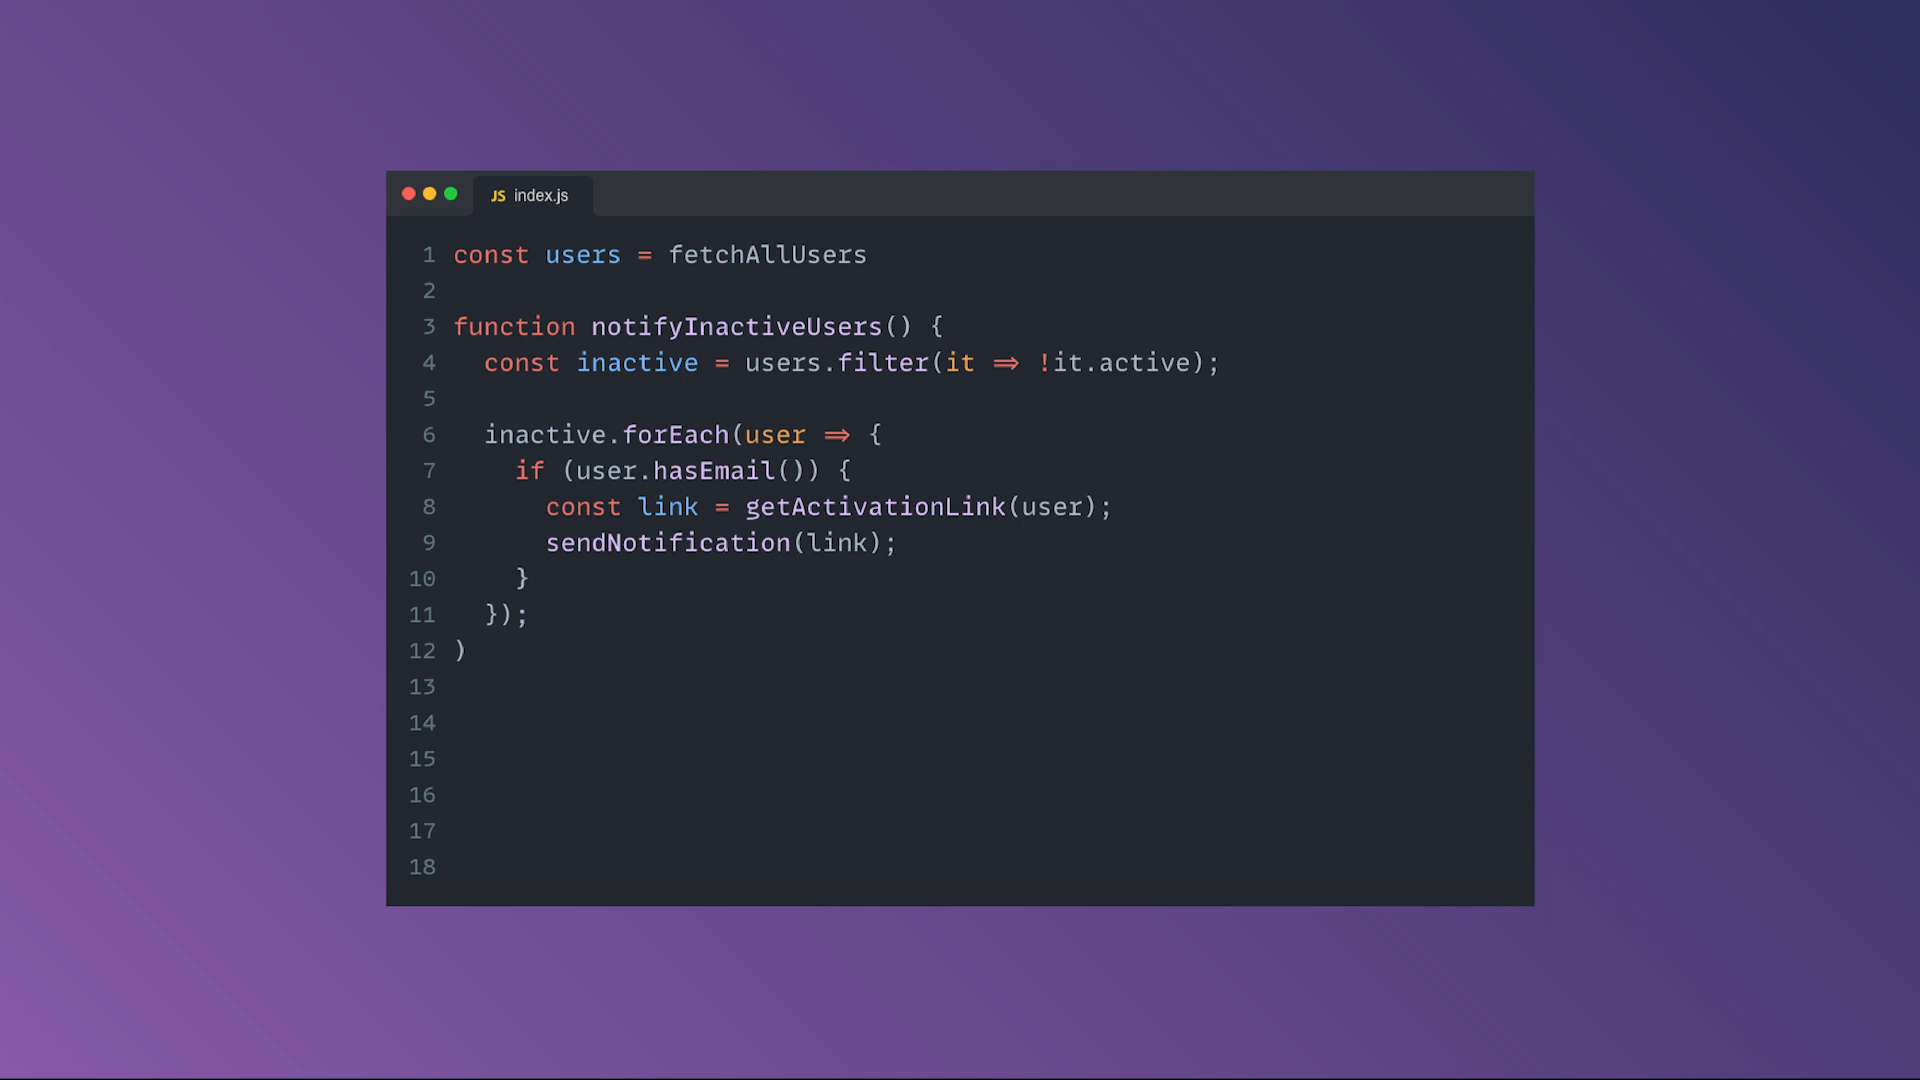 JS index.js
1 const users = fetchAllUsers
2
3 function notifyInactiveUsers() {
4   const inactive = users.filter(it => !it.active);
5
6   inactive.forEach(user => {
7     if (user.hasEmail()) {
8       const link = getActivationLink(user);
9       sendNotification(link);
10     }
11   });
12 )
13
14
15
16
17
18